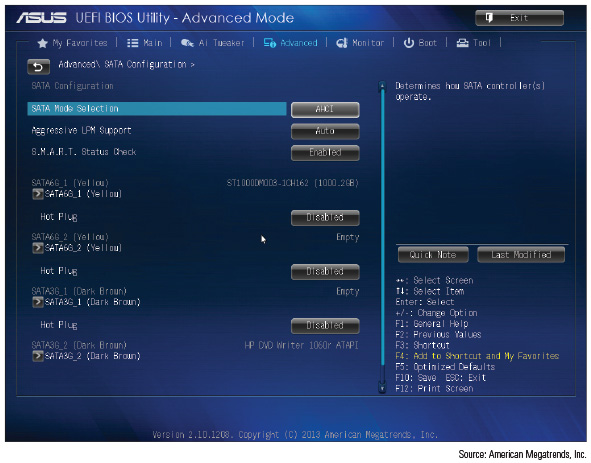 ASUS UEFI BIOS Utility - Advanced Mode
Exit
My Favorites | Main | Ai Tweaker | Advanced | Monitor | Boot | Tool
Advanced\ SATA Configuration >
SATA Configuration
SATA Mode Selection AHCI
Aggressive LPM Support Auto
S.M.A.R.T. Status Check Enabled
SATA6G_1 (Yellow) ST1000DM003-1CH162 (1000.2GB)
SATA6G_1 (Yellow)
Hot Plug Disabled
SATA6G_2 (Yellow) Empty
SATA6G_2 (Yellow)
Hot Plug Disabled
SATA3G_1 (Dark Brown) Empty
SATA3G_1 (Dark Brown)
Hot Plug Disabled
SATA3G_2 (Dark Brown) HP DVD Writer 1060r ATAPI
SATA3G_2 (Dark Brown)
Determines how SATA controller(s)
operate.
Quick Note
Last Modified
→←: Select Screen
↑↓: Select Item
Enter: Select
+/-: Change Option
F1: General Help
F2: Previous Values
F3: Shortcut
F4: Add to Shortcut and My Favorites
F5: Optimized Defaults
F10: Save ESC: Exit
F12: Print Screen
Version 2.10.1208. Copyright (C) 2013 American Megatrends, Inc.
Source: American Megatrends, Inc.